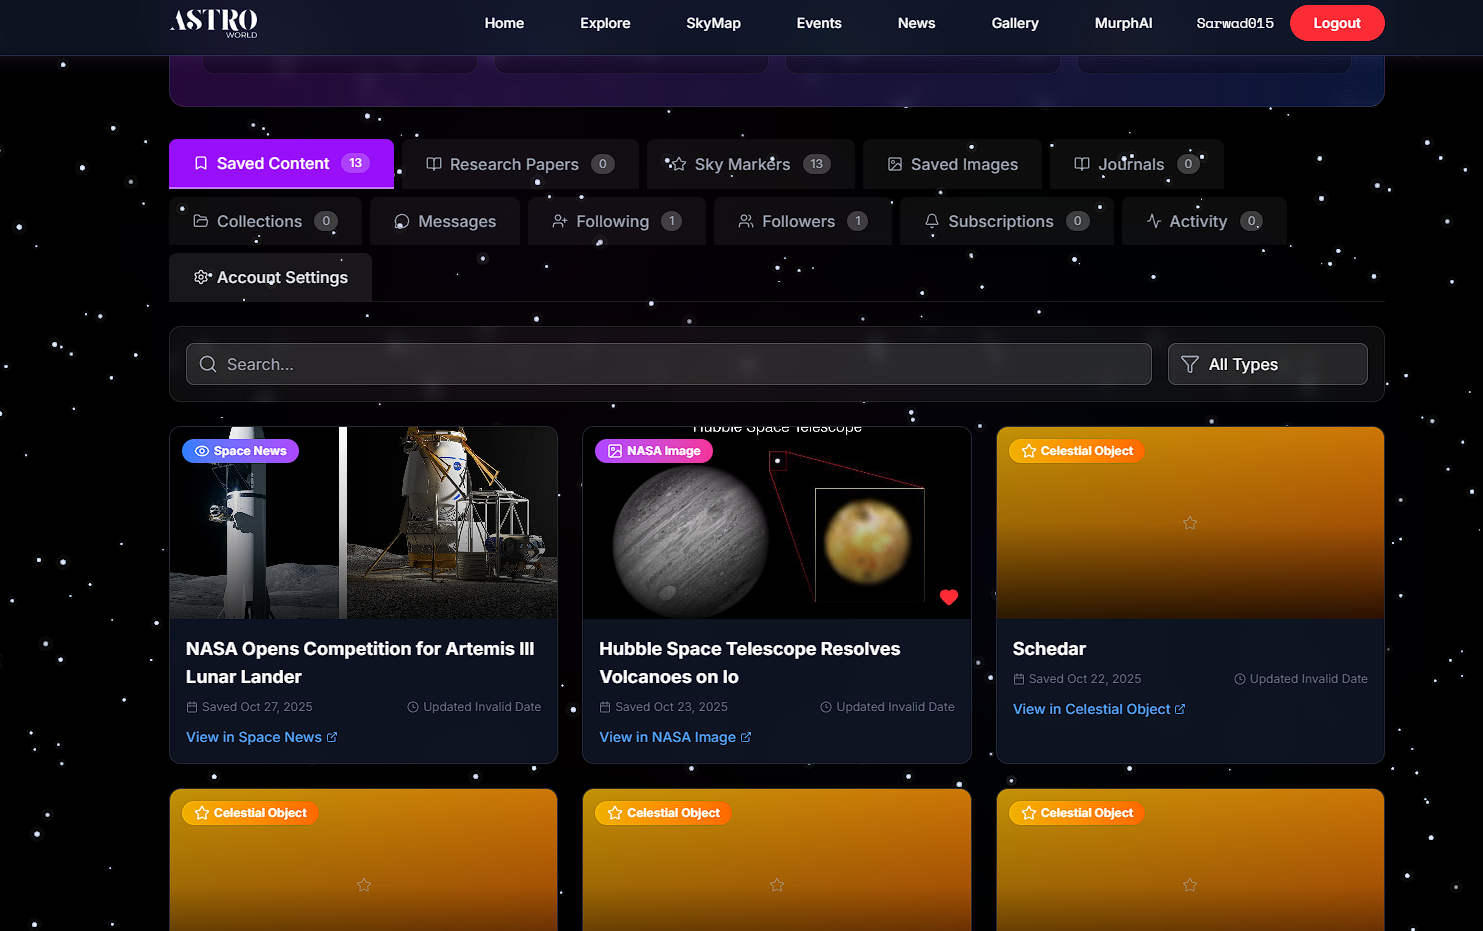 ASTRO
WORLD
Home
Explore
SkyMap
Events
News
Gallery
MurphAI
Sarwad015
Logout
Saved Content 13
Research Papers 0
Sky Markers 13
Saved Images
Journals 0
Collections 0
Messages
Following 1
Followers 1
Subscriptions 0
Activity 0
Account Settings
Search...
All Types
Space News
NASA Opens Competition for Artemis III
Lunar Lander
Saved Oct 27, 2025
Updated Invalid Date
View in Space News
Hubble Space Telescope
NASA Image
Hubble Space Telescope Resolves
Volcanoes on Io
Saved Oct 23, 2025
Updated Invalid Date
View in NASA Image
Celestial Object
Schedar
Saved Oct 22, 2025
Updated Invalid Date
View in Celestial Object
Celestial Object
Celestial Object
Celestial Object